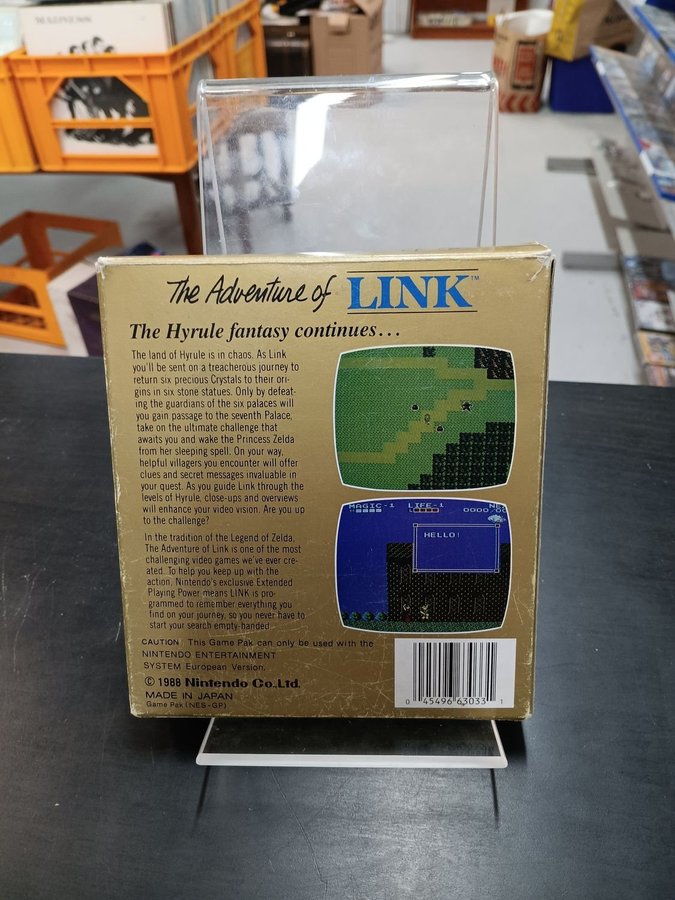 The Adventure of LINK™
The Hyrule fantasy continues...
The land of Hyrule is in chaos. As Link
you'll be sent on a treacherous journey to
return six precious Crystals to their ori-
gins in six stone statues. Only by defeat-
ing the guardians of the six palaces will
you gain passage to the seventh Palace,
take on the ultimate challenge that
awaits you and wake the Princess Zelda
from her sleeping spell. On your way,
helpful villagers you encounter will offer
clues and secret messages invaluable in
your quest. As you guide Link through the
levels of Hyrule, close-ups and overviews
will enhance your video vision. Are you up
to the challenge?
In the tradition of the Legend of Zelda,
The Adventure of Link is one of the most
challenging video games we've ever cre-
ated. To help you keep up with the
action, Nintendo's exclusive Extended
Playing Power means LINK is pro-
grammed to remember everything you
find on your journey, so you never have to
start your search empty-handed.
MAGIC-1 LIFE-1 NE
0000/00
HELLO!
CAUTION This Game Pak can only be used with the
NINTENDO ENTERTAINMENT
SYSTEM European Version.
© 1988 Nintendo Co.,Ltd.
MADE IN JAPAN
Game Pak (NES-GP)
0 45496 63033 1